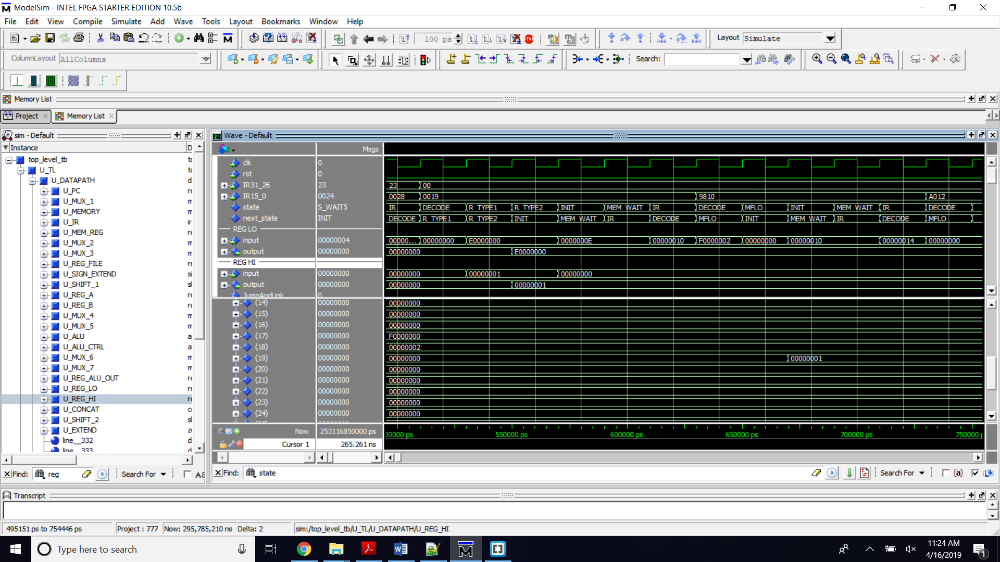 ModelSim - INTEL FPGA STARTER EDITION 10.5b
File Edit View Compile Simulate Add Wave Tools Layout Bookmarks Window Help
100 ps
Layout Simulate
ColumnLayout AllColumns
Search:
Memory List
Project Memory List
sim - Default
Instance D
top_level_tb
U_TL
U_DATAPATH
U_PC
U_MUX_1
U_MEMORY
U_IR
U_MEM_REG
U_MUX_2
U_MUX_3
U_REG_FILE
U_SIGN_EXTEND
U_SHIFT_1
U_REG_A
U_REG_B
U_MUX_4
U_MUX_5
U_ALU
U_ALU_CTRL
U_MUX_6
U_MUX_7
U_REG_ALU_OUT
U_REG_LO
U_REG_HI
U_CONCAT
U_SHIFT_2
U_EXTEND
line__332
line__333
Find: reg Search For
Wave - Default
Msgs
clk 0
rst 0
IR31_26 23 23 00
IR15_0 0024 0028 0019 9810 A012
state S_WAIT5 IR DECODE R_TYPE1 R_TYPE2 INIT MEM_WAIT IR DECODE MFLO INIT MEM_WAIT IR DECODE
next_state INIT DECODE R_TYPE1 R_TYPE2 INIT MEM_WAIT IR DECODE MFLO INIT MEM_WAIT IR DECODE MFLO
REG LO
input 00000004 00000... 00000000 E0000000 0000000E 00000010 F0000002 00000000 00000010 00000014 00000000
output 00000000 00000000 E0000000
REG HI
input 00000000 00000000 00000001 00000000
output 00000000 00000000 00000001
JumpAndLink 0
(14) 00000000 00000000
(15) 00000000 00000000
(16) 00000000 00000000
(17) 00000000 F0000000
(18) 00000000 00000002
(19) 00000000 00000000 00000001
(20) 00000000 00000000
(21) 00000000 00000000
(22) 00000000 00000000
(23) 00000000 00000000
(24) 00000000 00000000
Now 253116850000 ps 00000 ps 550000 ps 600000 ps 650000 ps 700000 ps 750000 p
Cursor 1 265.261 ns
Find: state Search For {a}
Transcript
495151 ps to 754446 ps Project : 777 Now: 295,785,210 ns Delta: 2 sim:/top_level_tb/U_TL/U_DATAPATH/U_REG_HI
Type here to search
11:24 AM
4/16/2019
1